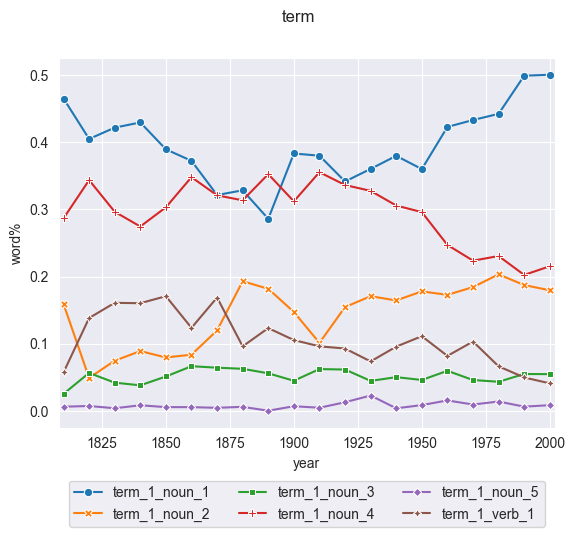 term
0.5
0.4
0.3
0.2
0.1
0.0
word%
1825 1850 1875 1900 1925 1950 1975 2000
year
term_1_noun_1 term_1_noun_3 term_1_noun_5
term_1_noun_2 term_1_noun_4 term_1_verb_1